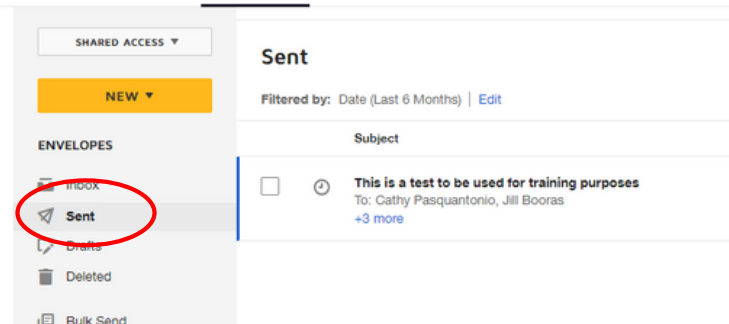 SHARED ACCESS
NEW
ENVELOPES
Inbox
Sent
Drafts
Deleted
Bulk Send
Sent
Filtered by: Date (Last 6 Months) | Edit
Subject
This is a test to be used for training purposes
To: Cathy Pasquantonio, Jill Booras
+3 more